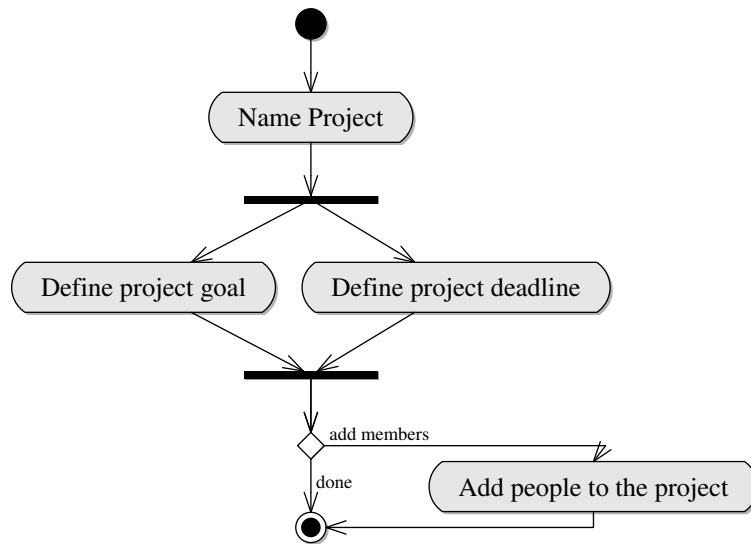 Name Project
Define project goal
Define project deadline
add members
done
Add people to the project